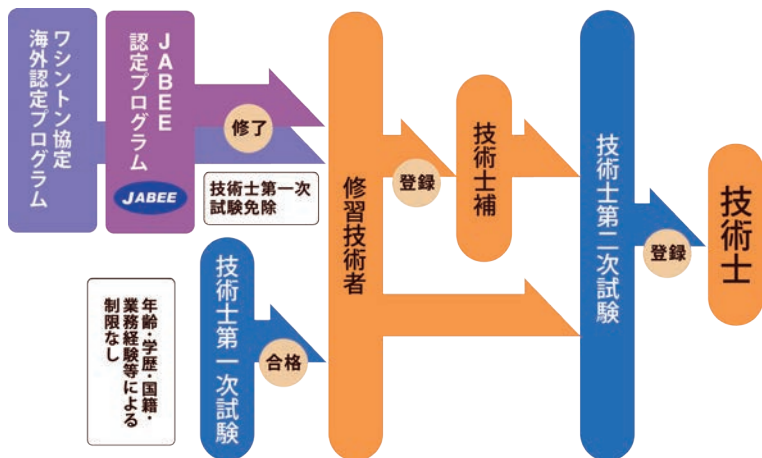 ワシントン協定
海外認定プログラム
JABEE
認定プログラム
JABEE
修了
技術士第一次
試験免除
年齢・学歴・国籍・
業務経験等による
制限なし
技術士第一次試験
合格
修習技術者
登録
技術士補
技術士第二次試験
登録
技術士